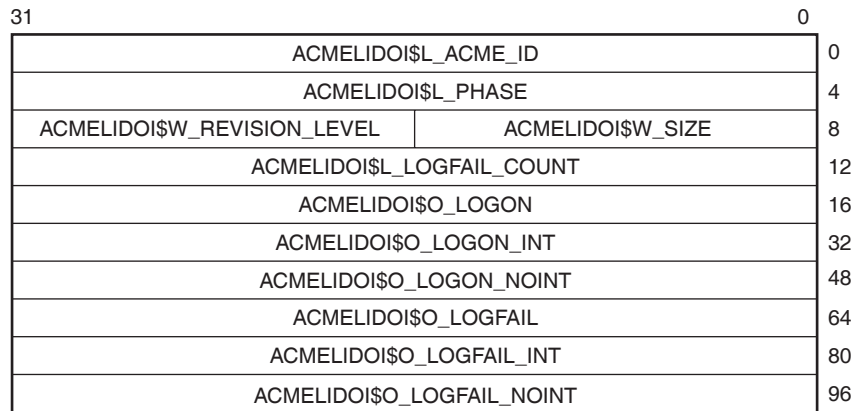 31 0
ACMELIDOI$L_ACME_ID 0
ACMELIDOI$L_PHASE 4
ACMELIDOI$W_REVISION_LEVEL ACMELIDOI$W_SIZE 8
ACMELIDOI$L_LOGFAIL_COUNT 12
ACMELIDOI$O_LOGON 16
ACMELIDOI$O_LOGON_INT 32
ACMELIDOI$O_LOGON_NOINT 48
ACMELIDOI$O_LOGFAIL 64
ACMELIDOI$O_LOGFAIL_INT 80
ACMELIDOI$O_LOGFAIL_NOINT 96